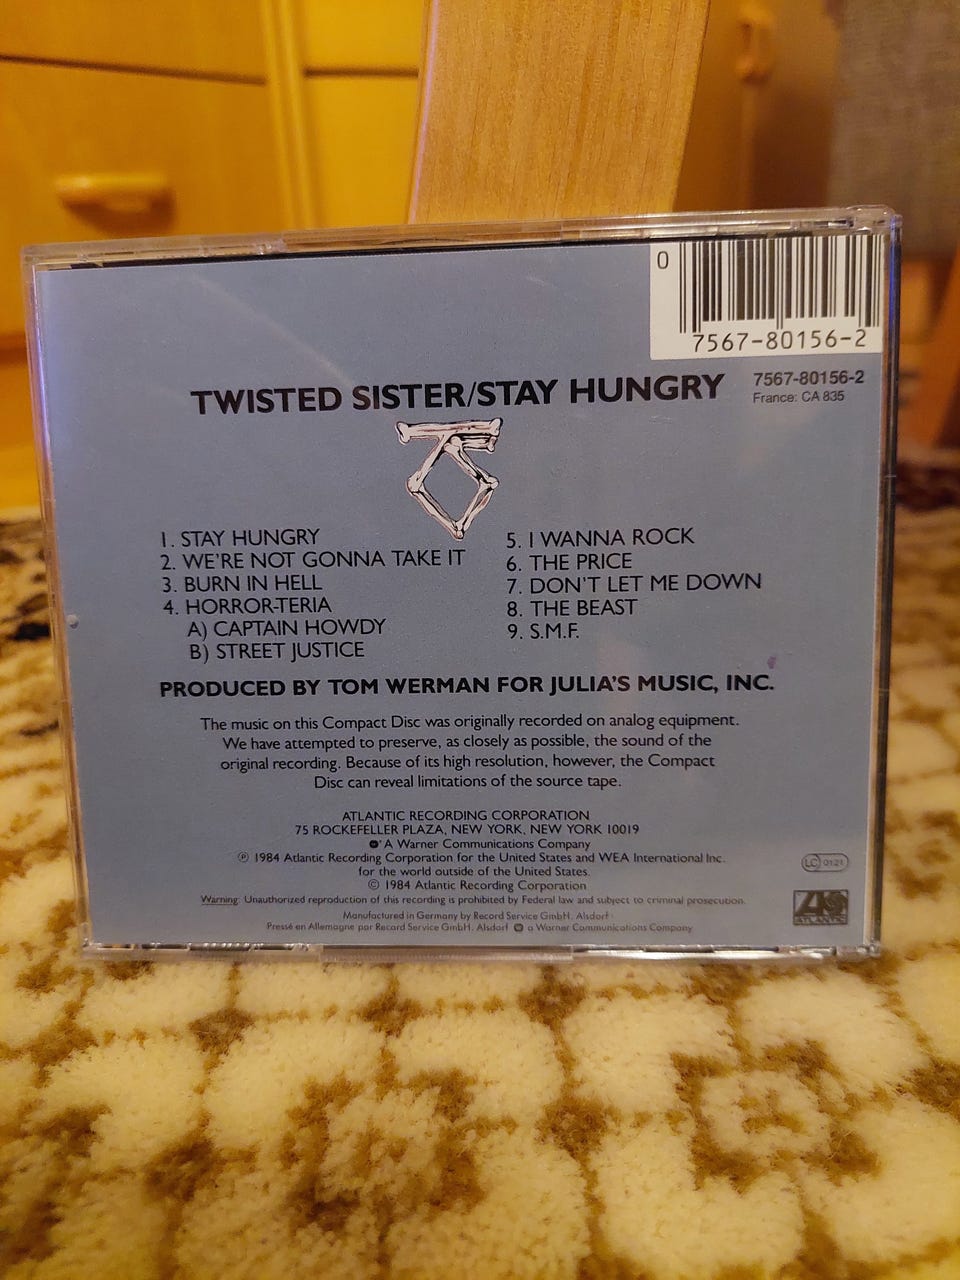 0
7567-80156-2
TWISTED SISTER/STAY HUNGRY
7567-80156-2
France: CA 835
1. STAY HUNGRY
2. WE'RE NOT GONNA TAKE IT
3. BURN IN HELL
4. HORROR-TERIA
A) CAPTAIN HOWDY
B) STREET JUSTICE
5. I WANNA ROCK
6. THE PRICE
7. DON'T LET ME DOWN
8. THE BEAST
9. S.M.F.
PRODUCED BY TOM WERMAN FOR JULIA'S MUSIC, INC.
The music on this Compact Disc was originally recorded on analog equipment.
We have attempted to preserve, as closely as possible, the sound of the
original recording. Because of its high resolution, however, the Compact
Disc can reveal limitations of the source tape.
ATLANTIC RECORDING CORPORATION
75 ROCKEFELLER PLAZA, NEW YORK, NEW YORK 10019
A Warner Communications Company
℗ 1984 Atlantic Recording Corporation for the United States and WEA International Inc.
for the world outside of the United States.
© 1984 Atlantic Recording Corporation
Warning: Unauthorized reproduction of this recording is prohibited by Federal law and subject to criminal prosecution.
Manufactured in Germany by Record Service GmbH, Alsdorf ·
Pressé en Allemagne par Record Service GmbH, Alsdorf a Warner Communications Company
LC 0121
ATLANTIC